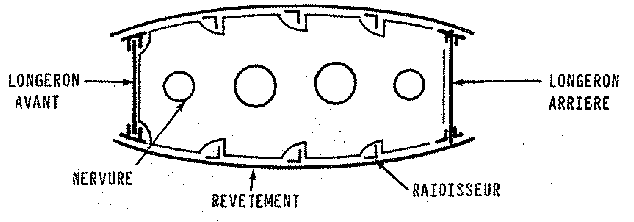 LONGERON
AVANT
LONGERON
ARRIERE
NERVURE
REVETEMENT
RAIDISSEUR